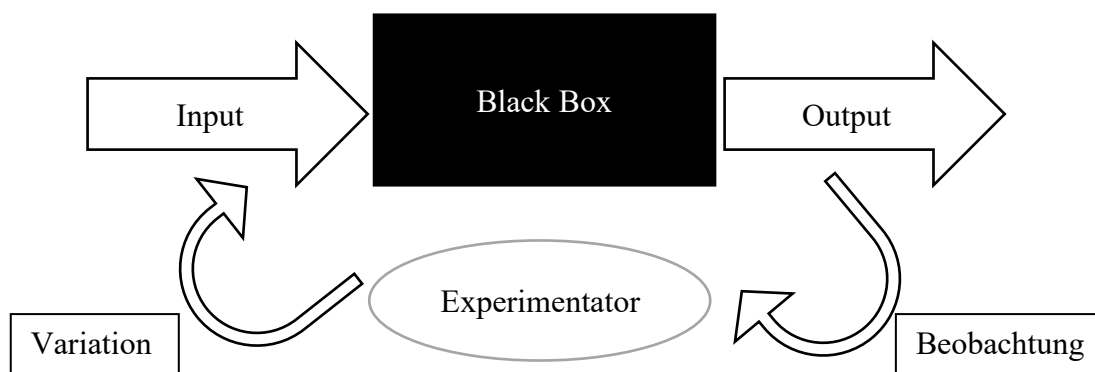 Input
Black Box
Output
Experimentator
Variation
Beobachtung